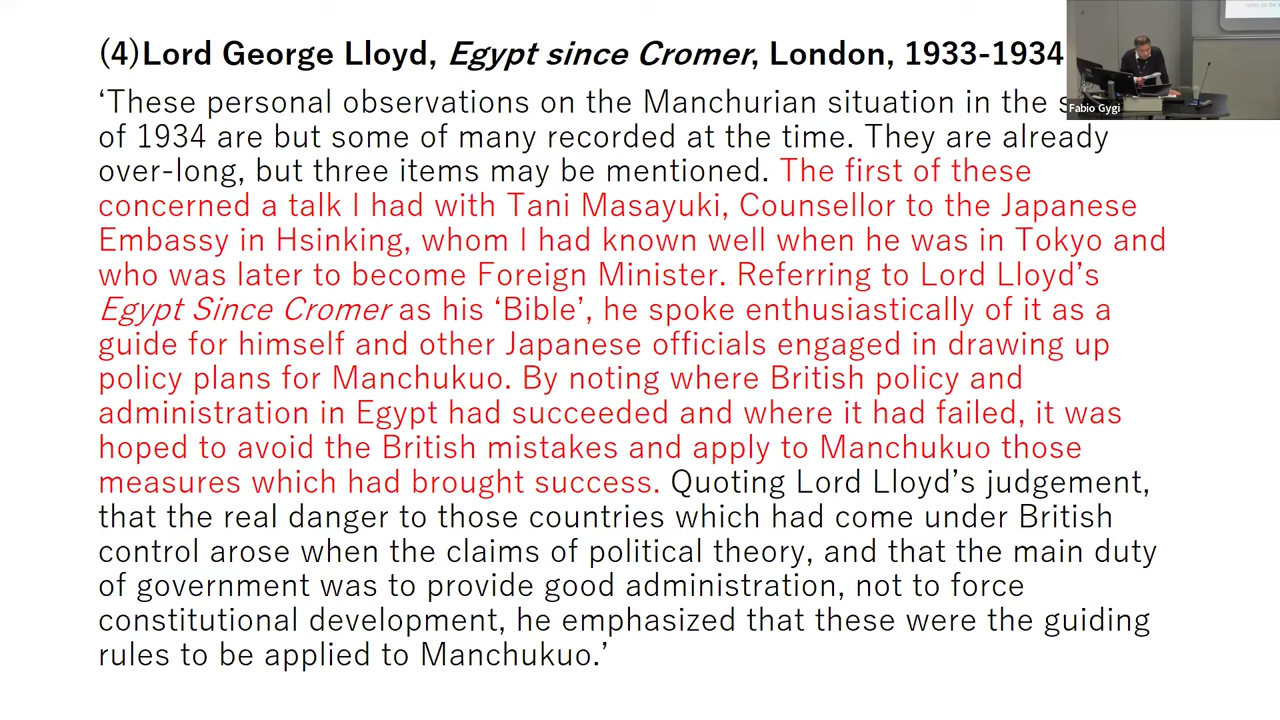 (4)Lord George Lloyd, Egypt since Cromer, London, 1933-1934
‘These personal observations on the Manchurian situation in the
of 1934 are but some of many recorded at the time. They are already
over-long, but three items may be mentioned. The first of these
concerned a talk I had with Tani Masayuki, Counsellor to the Japanese
Embassy in Hsinking, whom I had known well when he was in Tokyo and
who was later to become Foreign Minister. Referring to Lord Lloyd’s
Egypt Since Cromer as his ‘Bible’, he spoke enthusiastically of it as a
guide for himself and other Japanese officials engaged in drawing up
policy plans for Manchukuo. By noting where British policy and
administration in Egypt had succeeded and where it had failed, it was
hoped to avoid the British mistakes and apply to Manchukuo those
measures which had brought success. Quoting Lord Lloyd’s judgement,
that the real danger to those countries which had come under British
control arose when the claims of political theory, and that the main duty
of government was to provide good administration, not to force
constitutional development, he emphasized that these were the guiding
rules to be applied to Manchukuo.’
Fabio Gygi